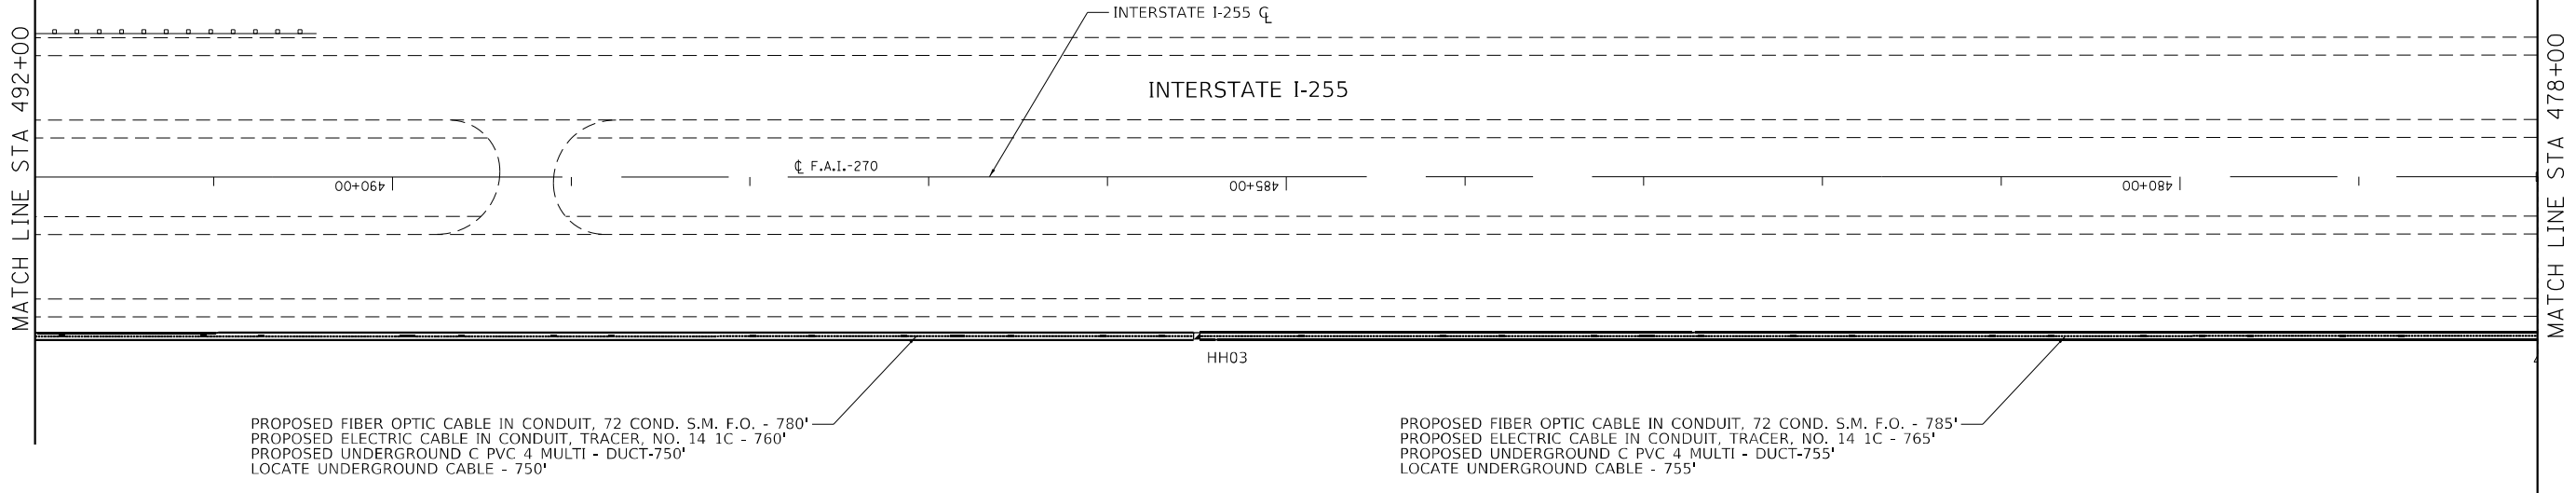 INTERSTATE I-255 ℄
MATCH LINE STA 492+00
INTERSTATE I-255
MATCH LINE STA 478+00
℄ F.A.I.-270
490+00
485+00
480+00
HH03
PROPOSED FIBER OPTIC CABLE IN CONDUIT, 72 COND. S.M. F.O. - 780'
PROPOSED ELECTRIC CABLE IN CONDUIT, TRACER, NO. 14 1C - 760'
PROPOSED UNDERGROUND C PVC 4 MULTI - DUCT-750'
LOCATE UNDERGROUND CABLE - 750'
PROPOSED FIBER OPTIC CABLE IN CONDUIT, 72 COND. S.M. F.O. - 785'
PROPOSED ELECTRIC CABLE IN CONDUIT, TRACER, NO. 14 1C - 765'
PROPOSED UNDERGROUND C PVC 4 MULTI - DUCT-755'
LOCATE UNDERGROUND CABLE - 755'